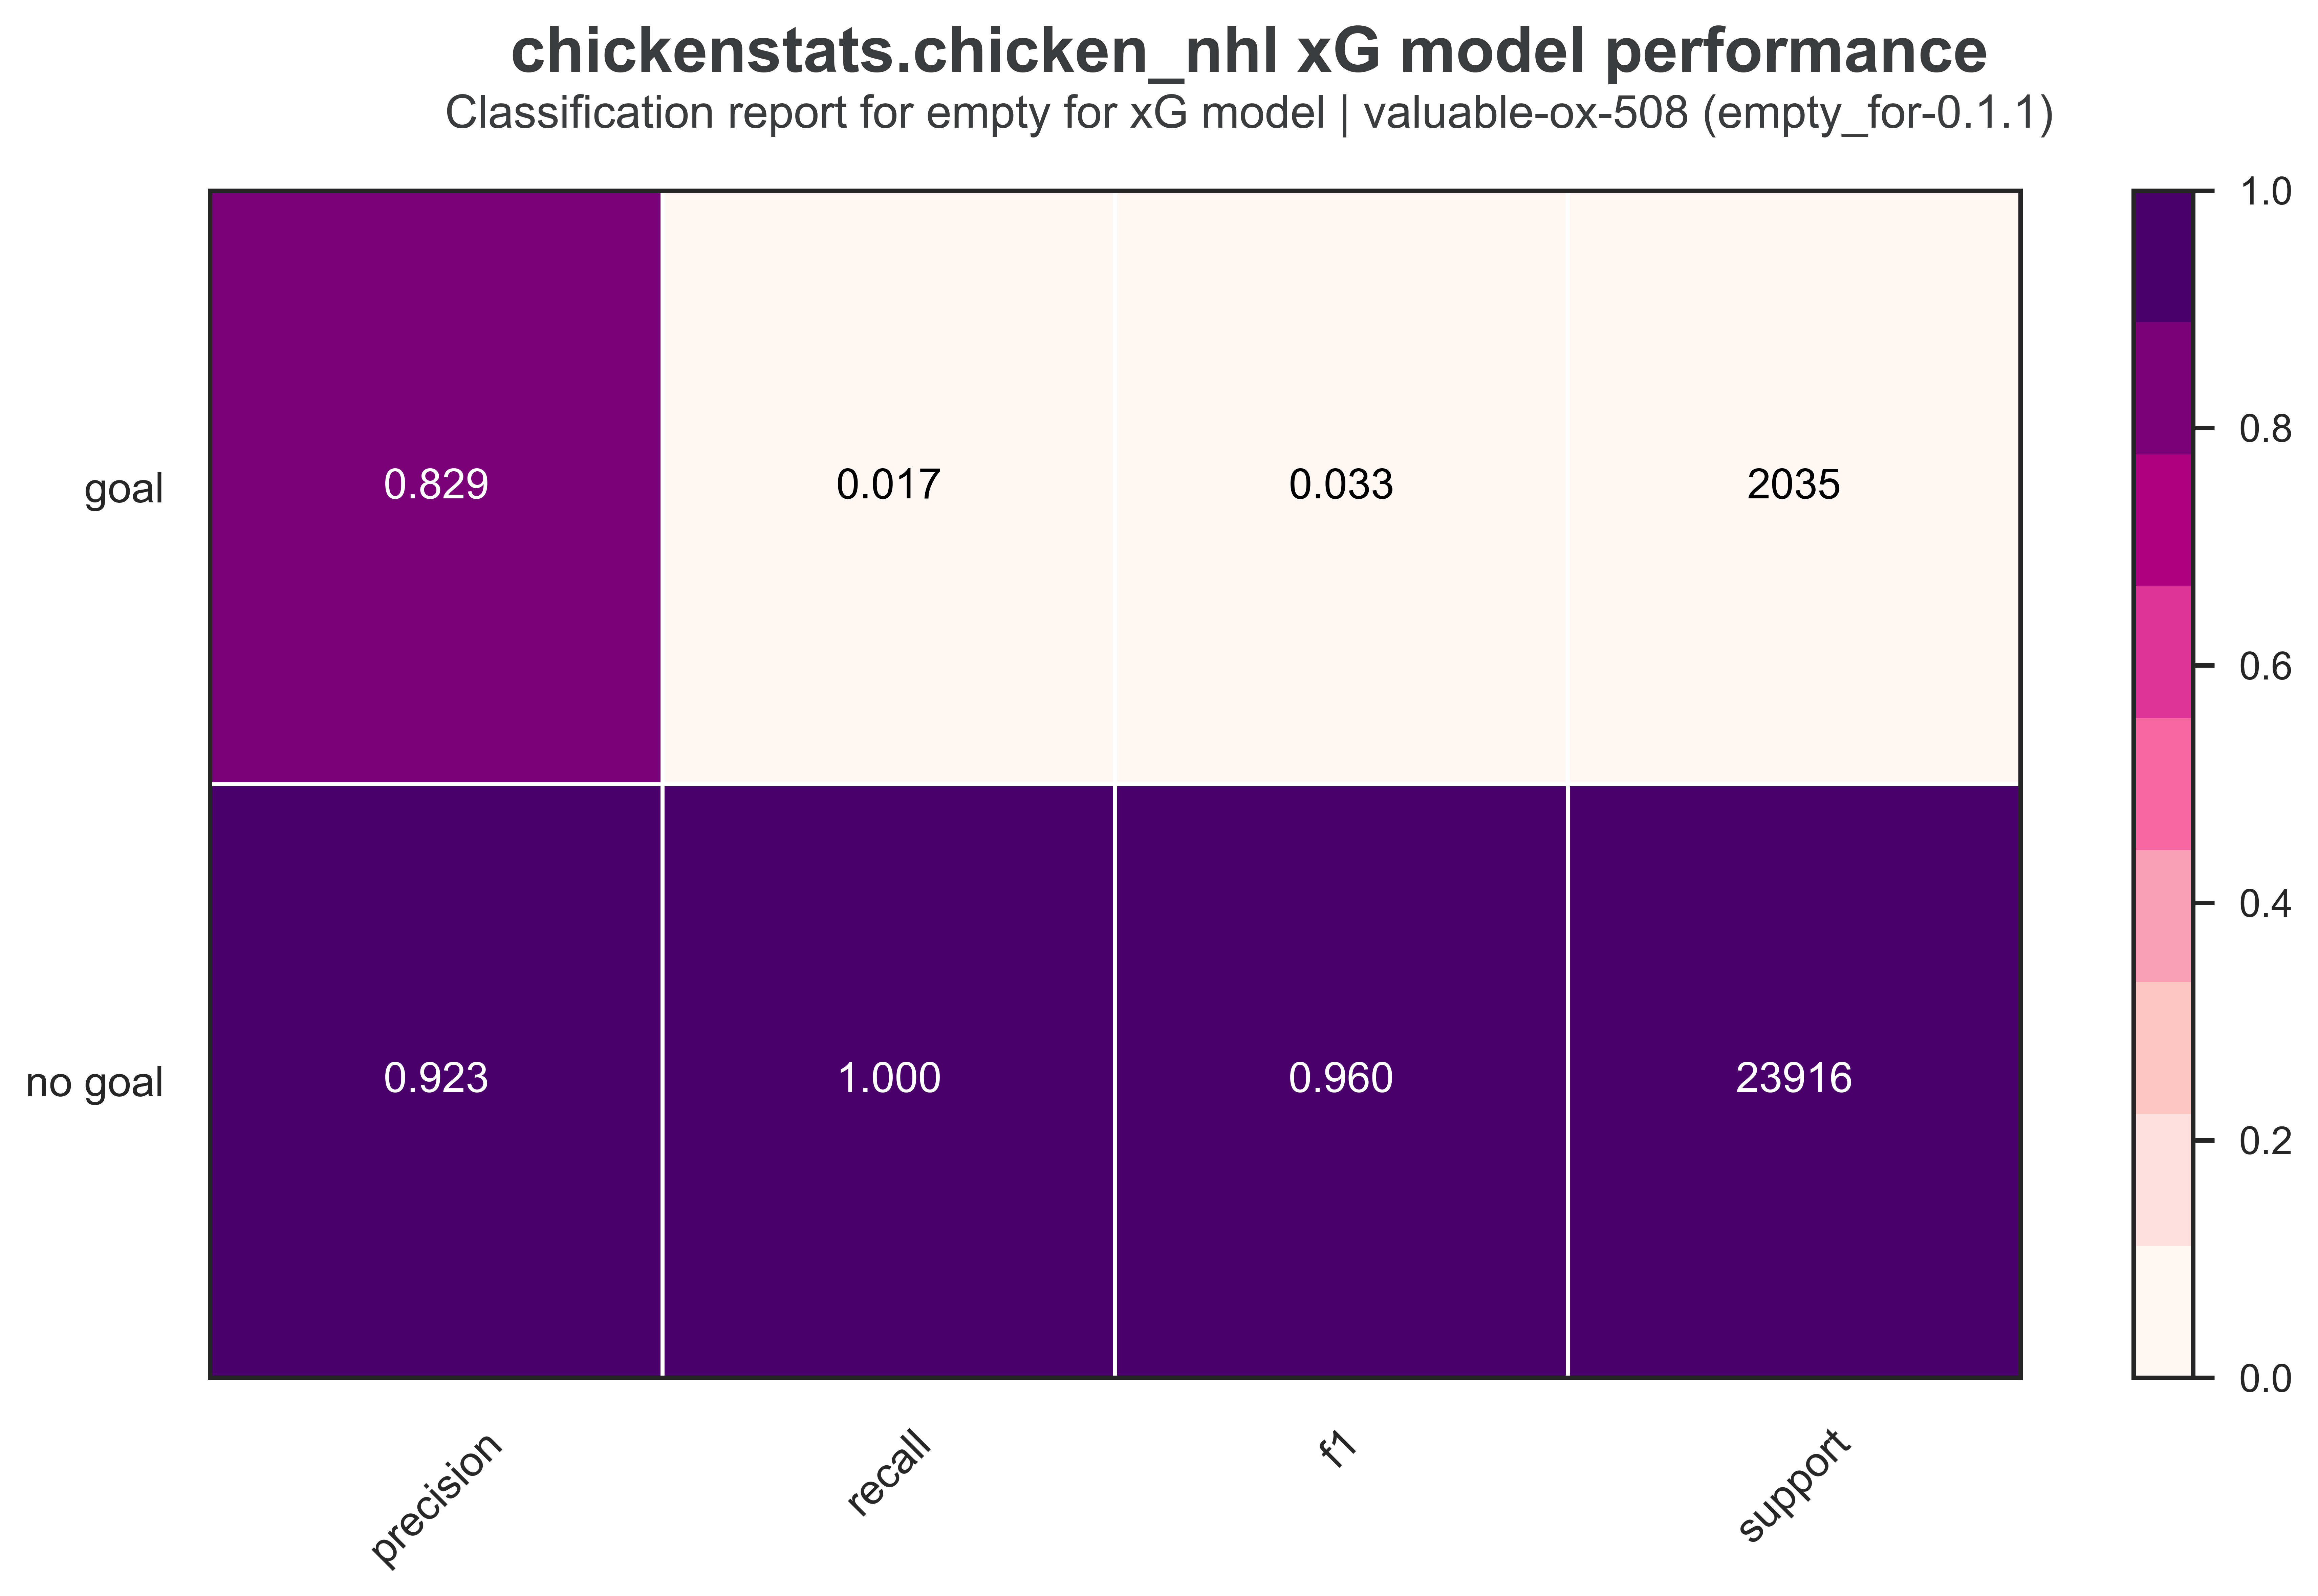 chickenstats.chicken_nhl xG model performance
Classification report for empty for xG model | valuable-ox-508 (empty_for-0.1.1)
1.0
goal 0.829 0.017 0.033 2035
0.8
0.6
0.4
no goal 0.923 1.000 0.960 23916
0.2
0.0
precision recall f1 support